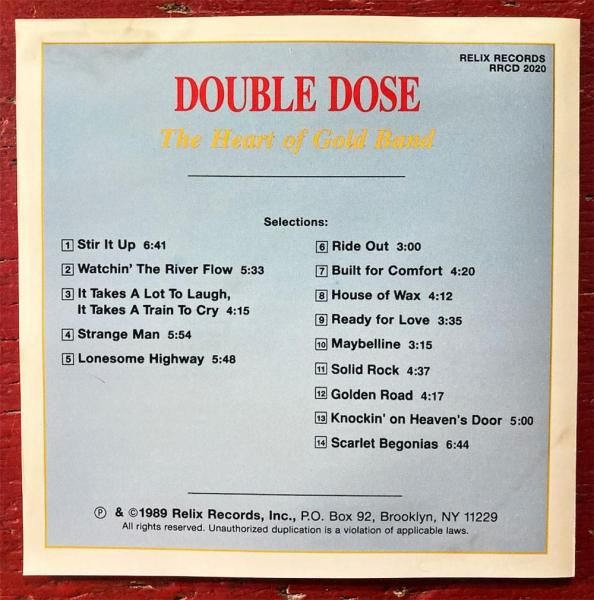 RELIX RECORDS
RRCD 2020
DOUBLE DOSE
The Heart of Gold Band
Selections:
1 Stir It Up 6:41
2 Watchin' The River Flow 5:33
3 It Takes A Lot To Laugh,
It Takes A Train To Cry 4:15
4 Strange Man 5:54
5 Lonesome Highway 5:48
6 Ride Out 3:00
7 Built for Comfort 4:20
8 House of Wax 4:12
9 Ready for Love 3:35
10 Maybelline 3:15
11 Solid Rock 4:37
12 Golden Road 4:17
13 Knockin' on Heaven's Door 5:00
14 Scarlet Begonias 6:44
℗ & ©1989 Relix Records, Inc., P.O. Box 92, Brooklyn, NY 11229
All rights reserved. Unauthorized duplication is a violation of applicable laws.